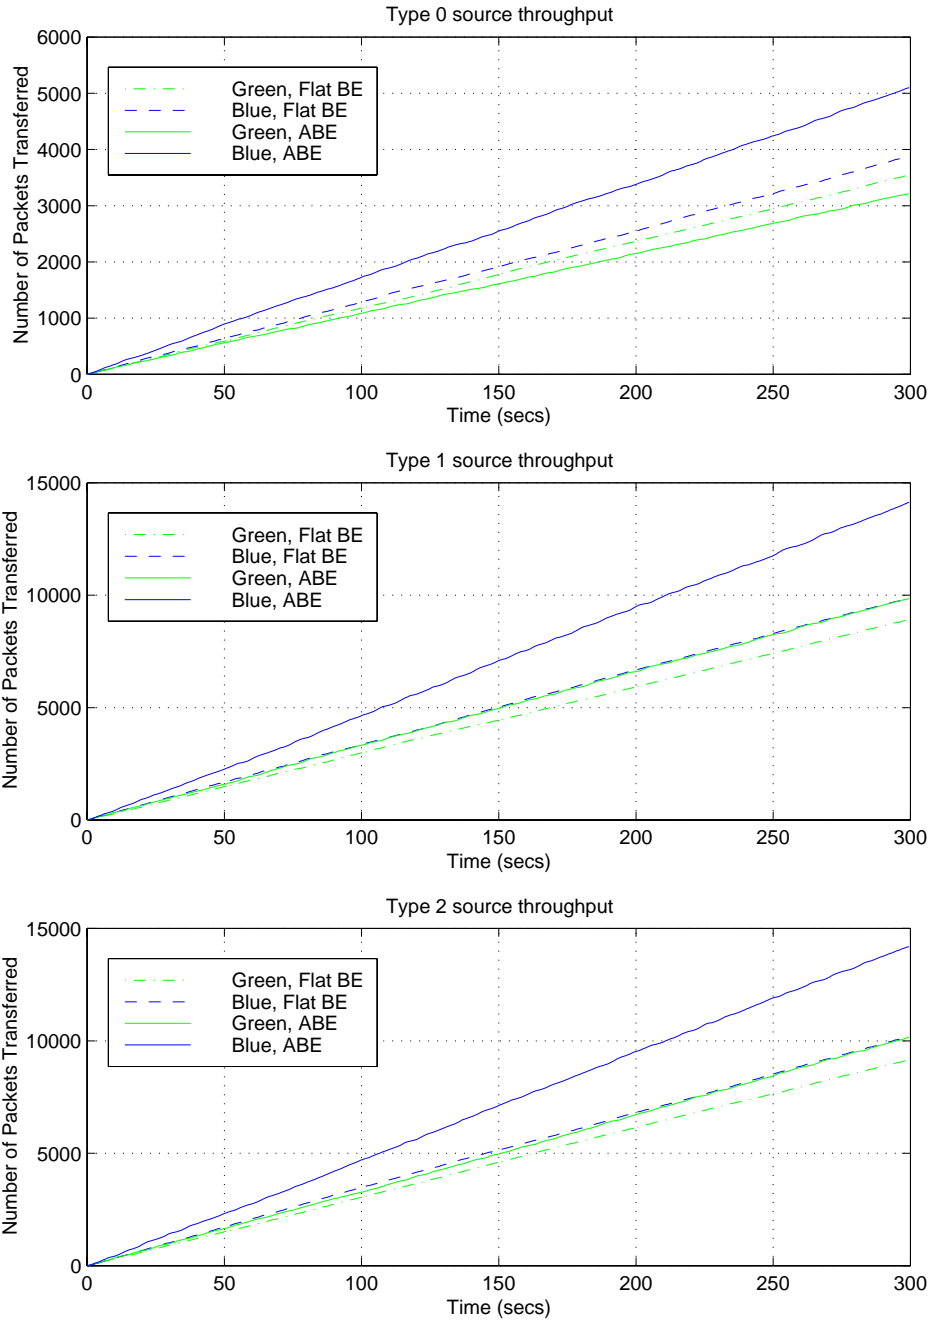 Type 0 source throughput
Number of Packets Transferred
6000
5000
4000
3000
2000
1000
0
Green, Flat BE
Blue, Flat BE
Green, ABE
Blue, ABE
0 50 100 150 200 250 300
Time (secs)
Type 1 source throughput
Number of Packets Transferred
15000
10000
5000
0
Green, Flat BE
Blue, Flat BE
Green, ABE
Blue, ABE
0 50 100 150 200 250 300
Time (secs)
Type 2 source throughput
Number of Packets Transferred
15000
10000
5000
0
Green, Flat BE
Blue, Flat BE
Green, ABE
Blue, ABE
0 50 100 150 200 250 300
Time (secs)